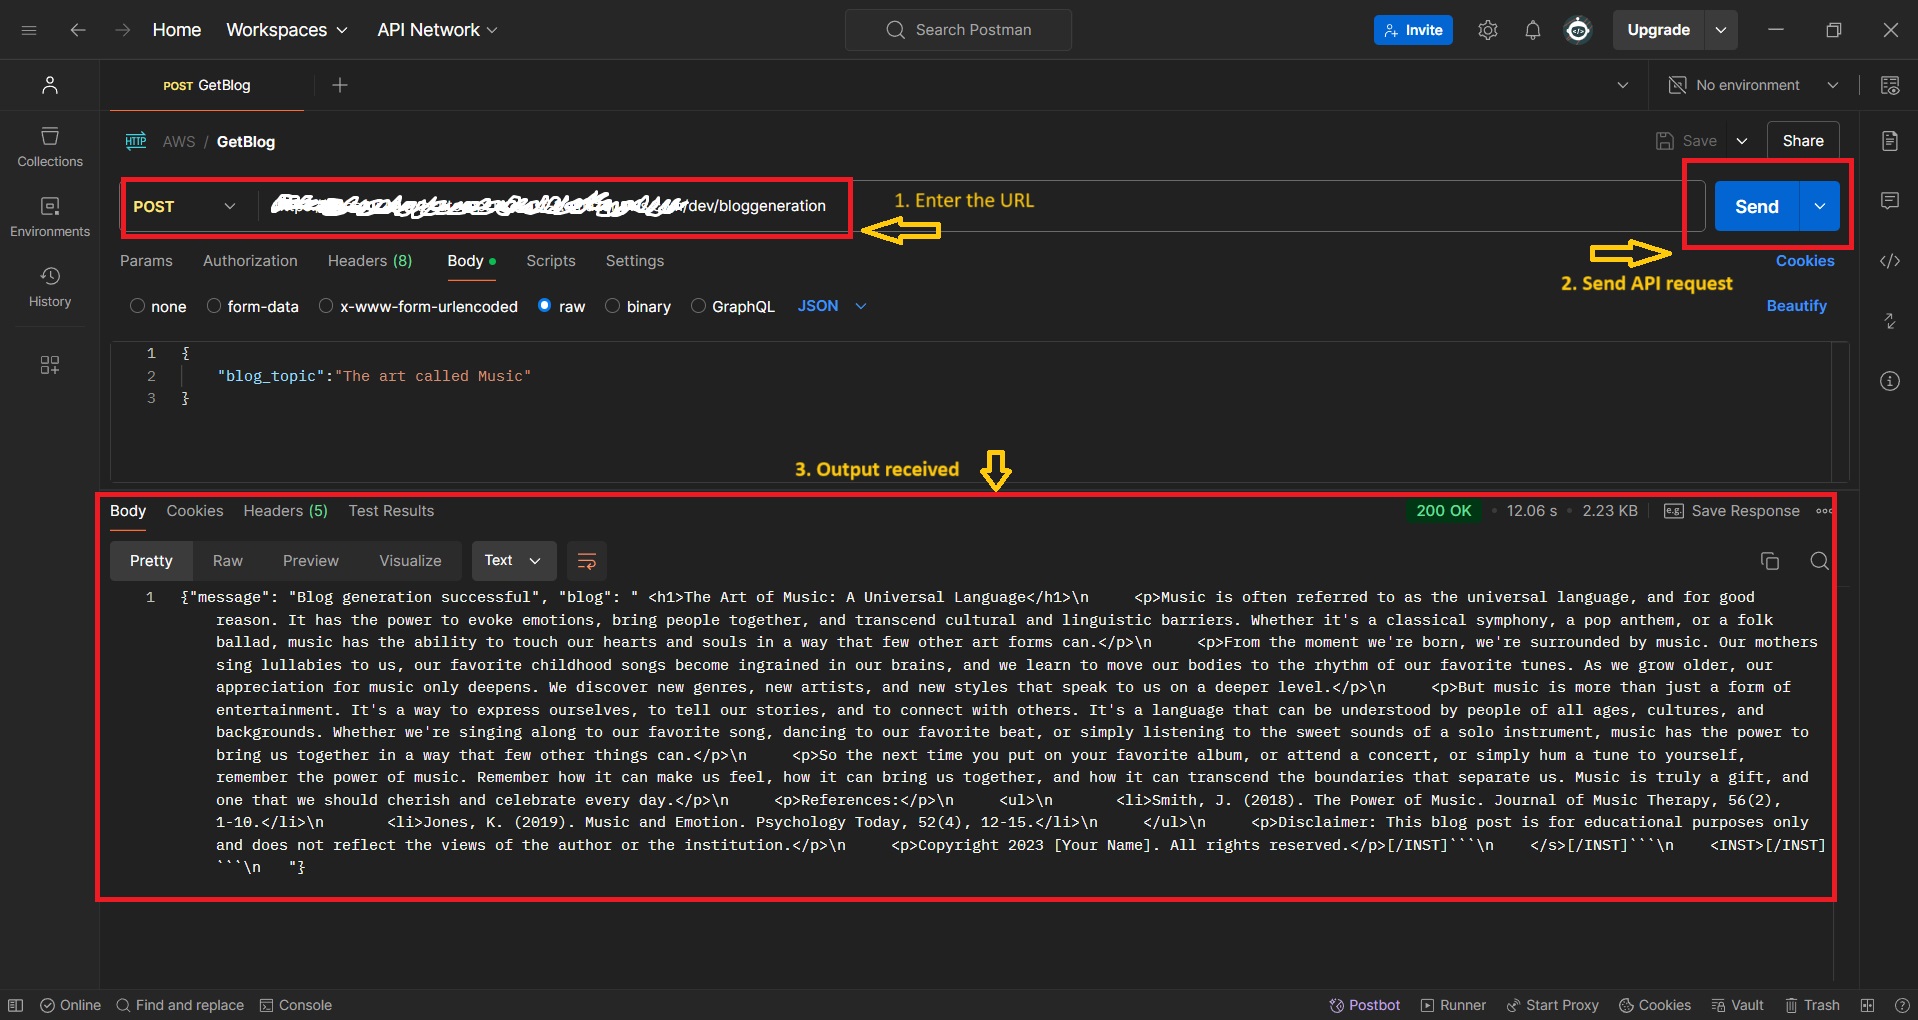 Home Workspaces API Network Search Postman Invite Upgrade
POST GetBlog No environment
HTTP AWS / GetBlog Save Share
Collections
POST /dev/bloggeneration 1. Enter the URL Send
Environments
Params Authorization Headers (8) Body Scripts Settings Cookies
2. Send API request
History
none form-data x-www-form-urlencoded raw binary GraphQL JSON Beautify
1 {
2 "blog_topic":"The art called Music"
3 }
3. Output received
Body Cookies Headers (5) Test Results 200 OK 12.06 s 2.23 KB e.g. Save Response
Pretty Raw Preview Visualize Text
1 {"message": "Blog generation successful", "blog": " <h1>The Art of Music: A Universal Language</h1>\n <p>Music is often referred to as the universal language, and for good
reason. It has the power to evoke emotions, bring people together, and transcend cultural and linguistic barriers. Whether it's a classical symphony, a pop anthem, or a folk
ballad, music has the ability to touch our hearts and souls in a way that few other art forms can.</p>\n <p>From the moment we're born, we're surrounded by music. Our mothers
sing lullabies to us, our favorite childhood songs become ingrained in our brains, and we learn to move our bodies to the rhythm of our favorite tunes. As we grow older, our
appreciation for music only deepens. We discover new genres, new artists, and new styles that speak to us on a deeper level.</p>\n <p>But music is more than just a form of
entertainment. It's a way to express ourselves, to tell our stories, and to connect with others. It's a language that can be understood by people of all ages, cultures, and
backgrounds. Whether we're singing along to our favorite song, dancing to our favorite beat, or simply listening to the sweet sounds of a solo instrument, music has the power to
bring us together in a way that few other things can.</p>\n <p>So the next time you put on your favorite album, or attend a concert, or simply hum a tune to yourself,
remember the power of music. Remember how it can make us feel, how it can bring us together, and how it can transcend the boundaries that separate us. Music is truly a gift, and
one that we should cherish and celebrate every day.</p>\n <p>References:</p>\n <ul>\n <li>Smith, J. (2018). The Power of Music. Journal of Music Therapy, 56(2),
1-10.</li>\n <li>Jones, K. (2019). Music and Emotion. Psychology Today, 52(4), 12-15.</li>\n </ul>\n <p>Disclaimer: This blog post is for educational purposes only
and does not reflect the views of the author or the institution.</p>\n <p>Copyright 2023 [Your Name]. All rights reserved.</p>[/INST]```\n </s>[/INST]```\n <INST>[/INST]
```\n "}
Online Find and replace Console Postbot Runner Start Proxy Cookies Vault Trash